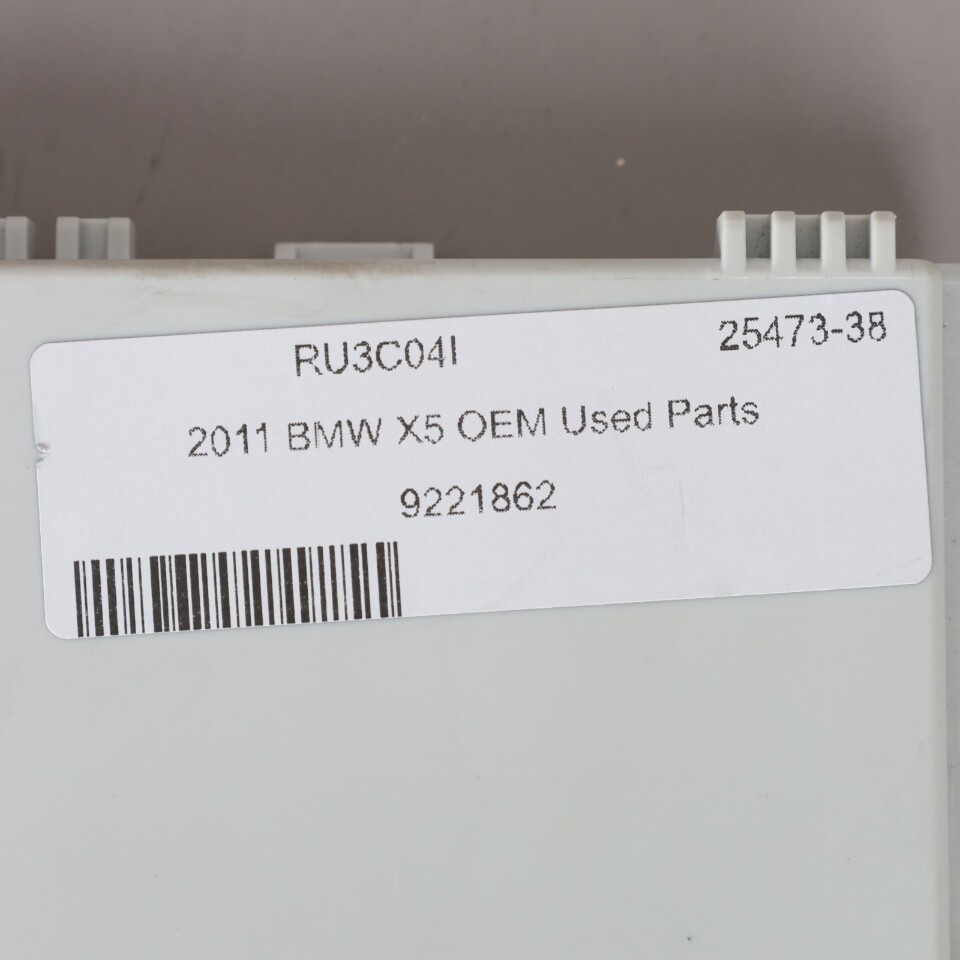 RU3C04I 25473-38
2011 BMW X5 OEM Used Parts
9221862